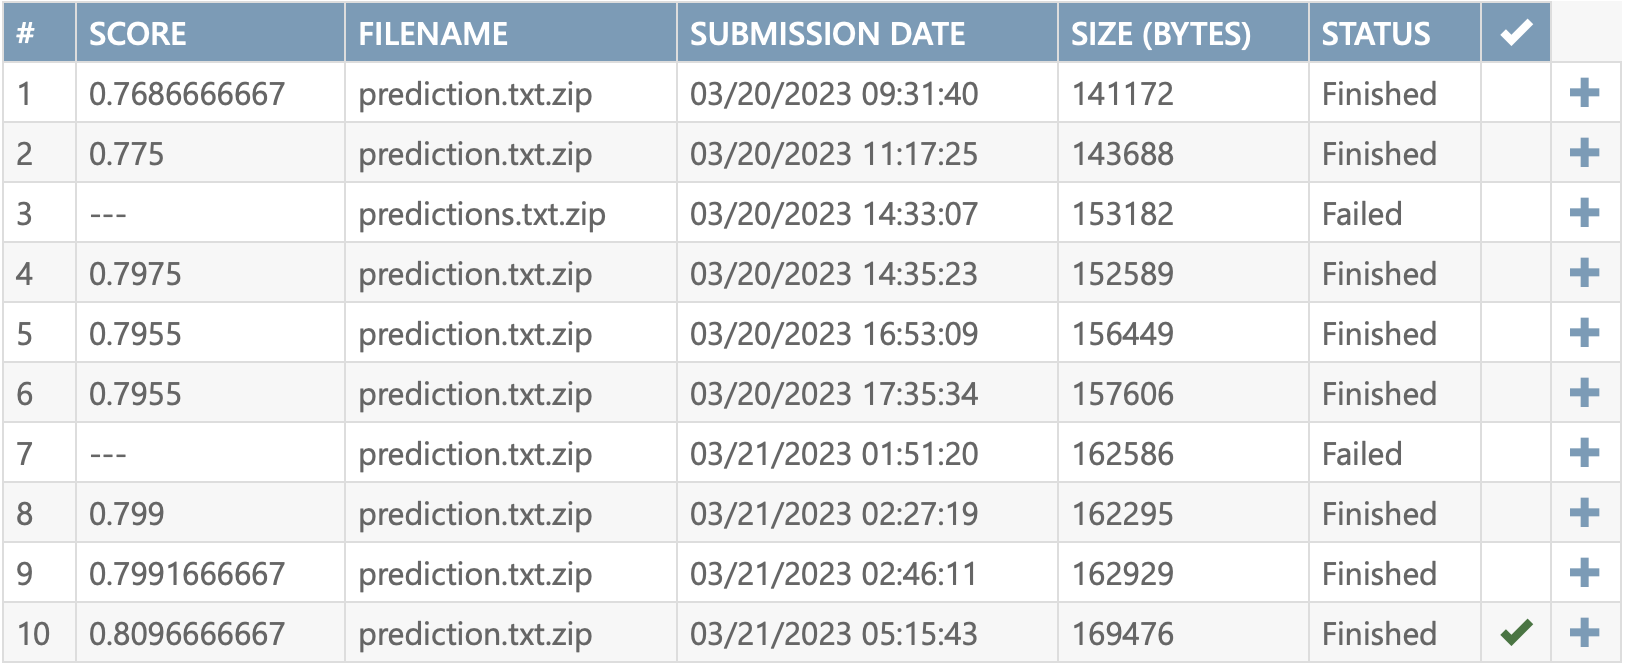 # SCORE FILENAME SUBMISSION DATE SIZE (BYTES) STATUS ✔
1 0.7686666667 prediction.txt.zip 03/20/2023 09:31:40 141172 Finished
2 0.775 prediction.txt.zip 03/20/2023 11:17:25 143688 Finished
3 --- predictions.txt.zip 03/20/2023 14:33:07 153182 Failed
4 0.7975 prediction.txt.zip 03/20/2023 14:35:23 152589 Finished
5 0.7955 prediction.txt.zip 03/20/2023 16:53:09 156449 Finished
6 0.7955 prediction.txt.zip 03/20/2023 17:35:34 157606 Finished
7 --- prediction.txt.zip 03/21/2023 01:51:20 162586 Failed
8 0.799 prediction.txt.zip 03/21/2023 02:27:19 162295 Finished
9 0.7991666667 prediction.txt.zip 03/21/2023 02:46:11 162929 Finished
10 0.8096666667 prediction.txt.zip 03/21/2023 05:15:43 169476 Finished ✔